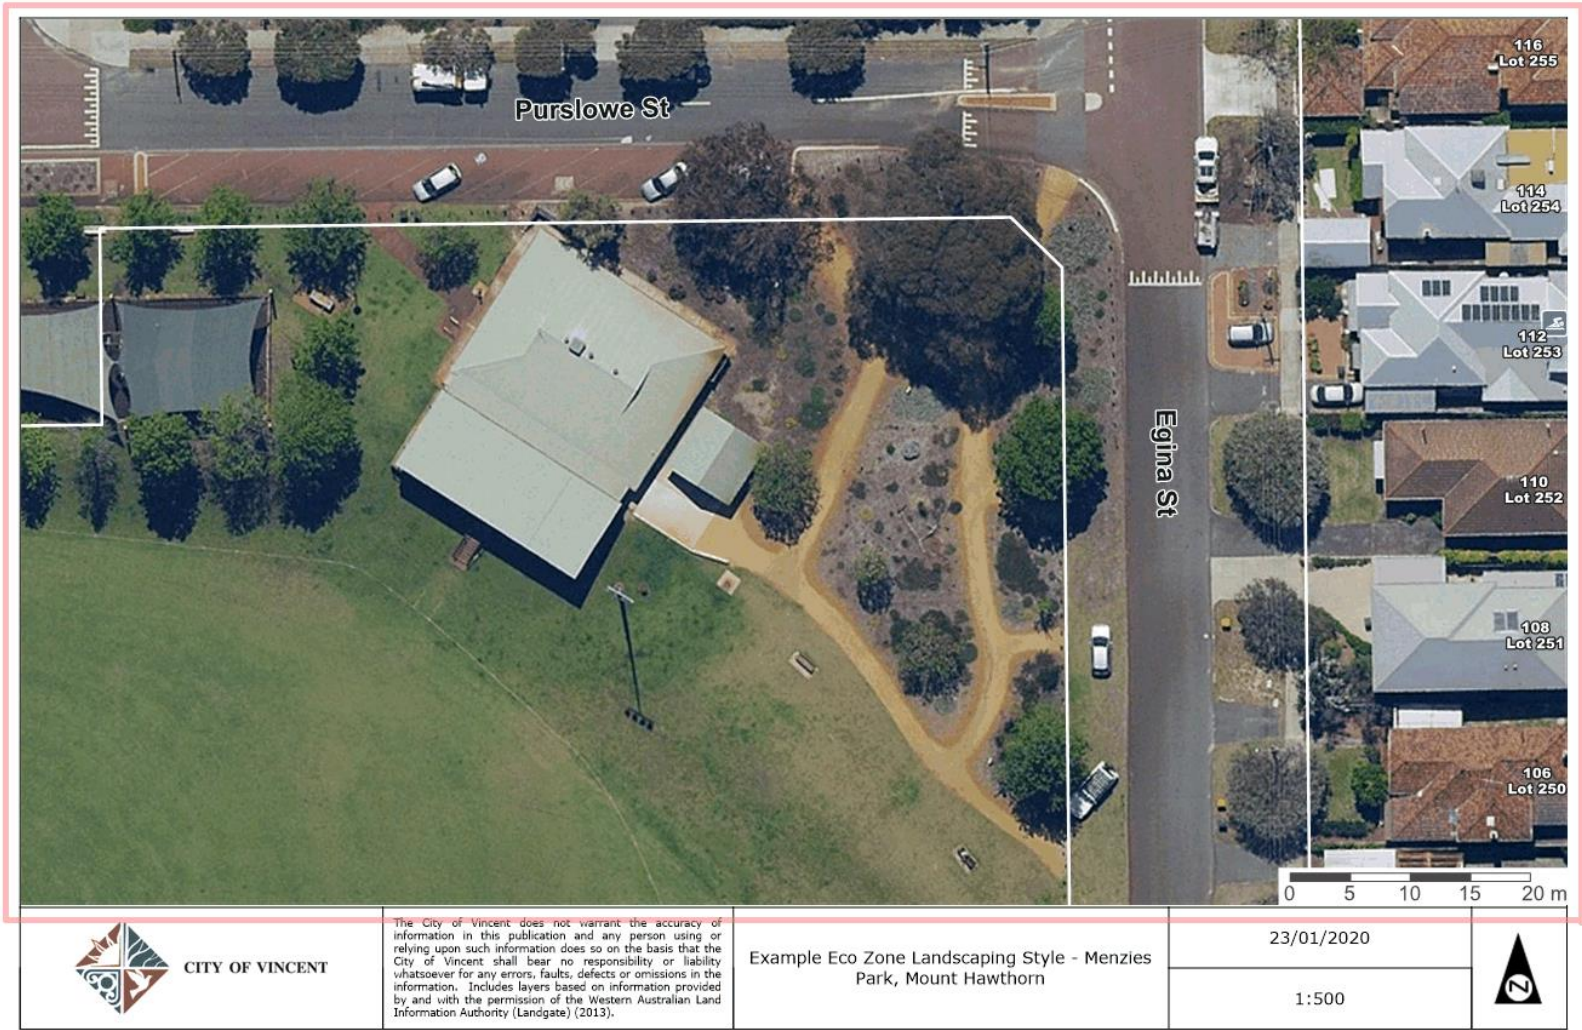 116
Lot 255
Purslowe St
114
Lot 254
112
Lot 253
Egina St
110
Lot 252
108
Lot 251
106
Lot 250
0 5 10 15 20 m
CITY OF VINCENT
The City of Vincent does not warrant the accuracy of
information in this publication and any person using or
relying upon such information does so on the basis that the
City of Vincent shall bear no responsibility or liability
whatsoever for any errors, faults, defects or omissions in the
information. Includes layers based on information provided
by and with the permission of the Western Australian Land
Information Authority (Landgate) (2013).
Example Eco Zone Landscaping Style - Menzies
Park, Mount Hawthorn
23/01/2020
1:500
N